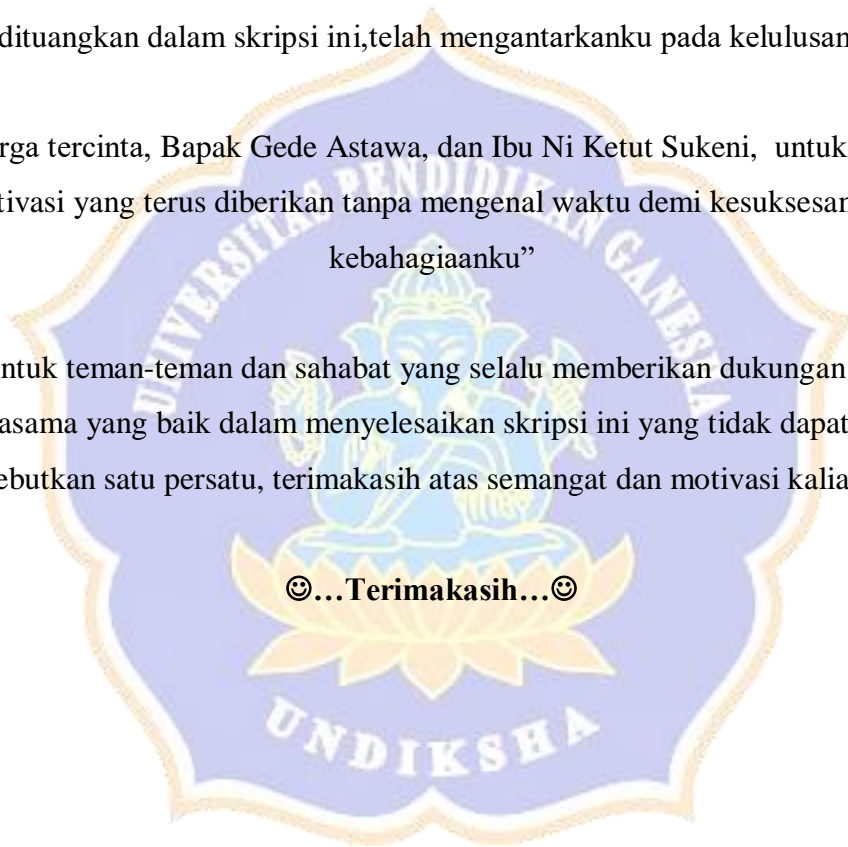 dituangkan dalam skripsi ini,telah mengantarkanku pada kelulusan
rga tercinta, Bapak Gede Astawa, dan Ibu Ni Ketut Sukeni, untuk
tivasi yang terus diberikan tanpa mengenal waktu demi kesuksesan
kebahagiaanku”
ntuk teman-teman dan sahabat yang selalu memberikan dukungan
asama yang baik dalam menyelesaikan skripsi ini yang tidak dapat
ebutkan satu persatu, terimakasih atas semangat dan motivasi kalia
☺…Terimakasih…☺
UNIVERSITAS PENDIDIKAN GANESHA
UNDIKSHA